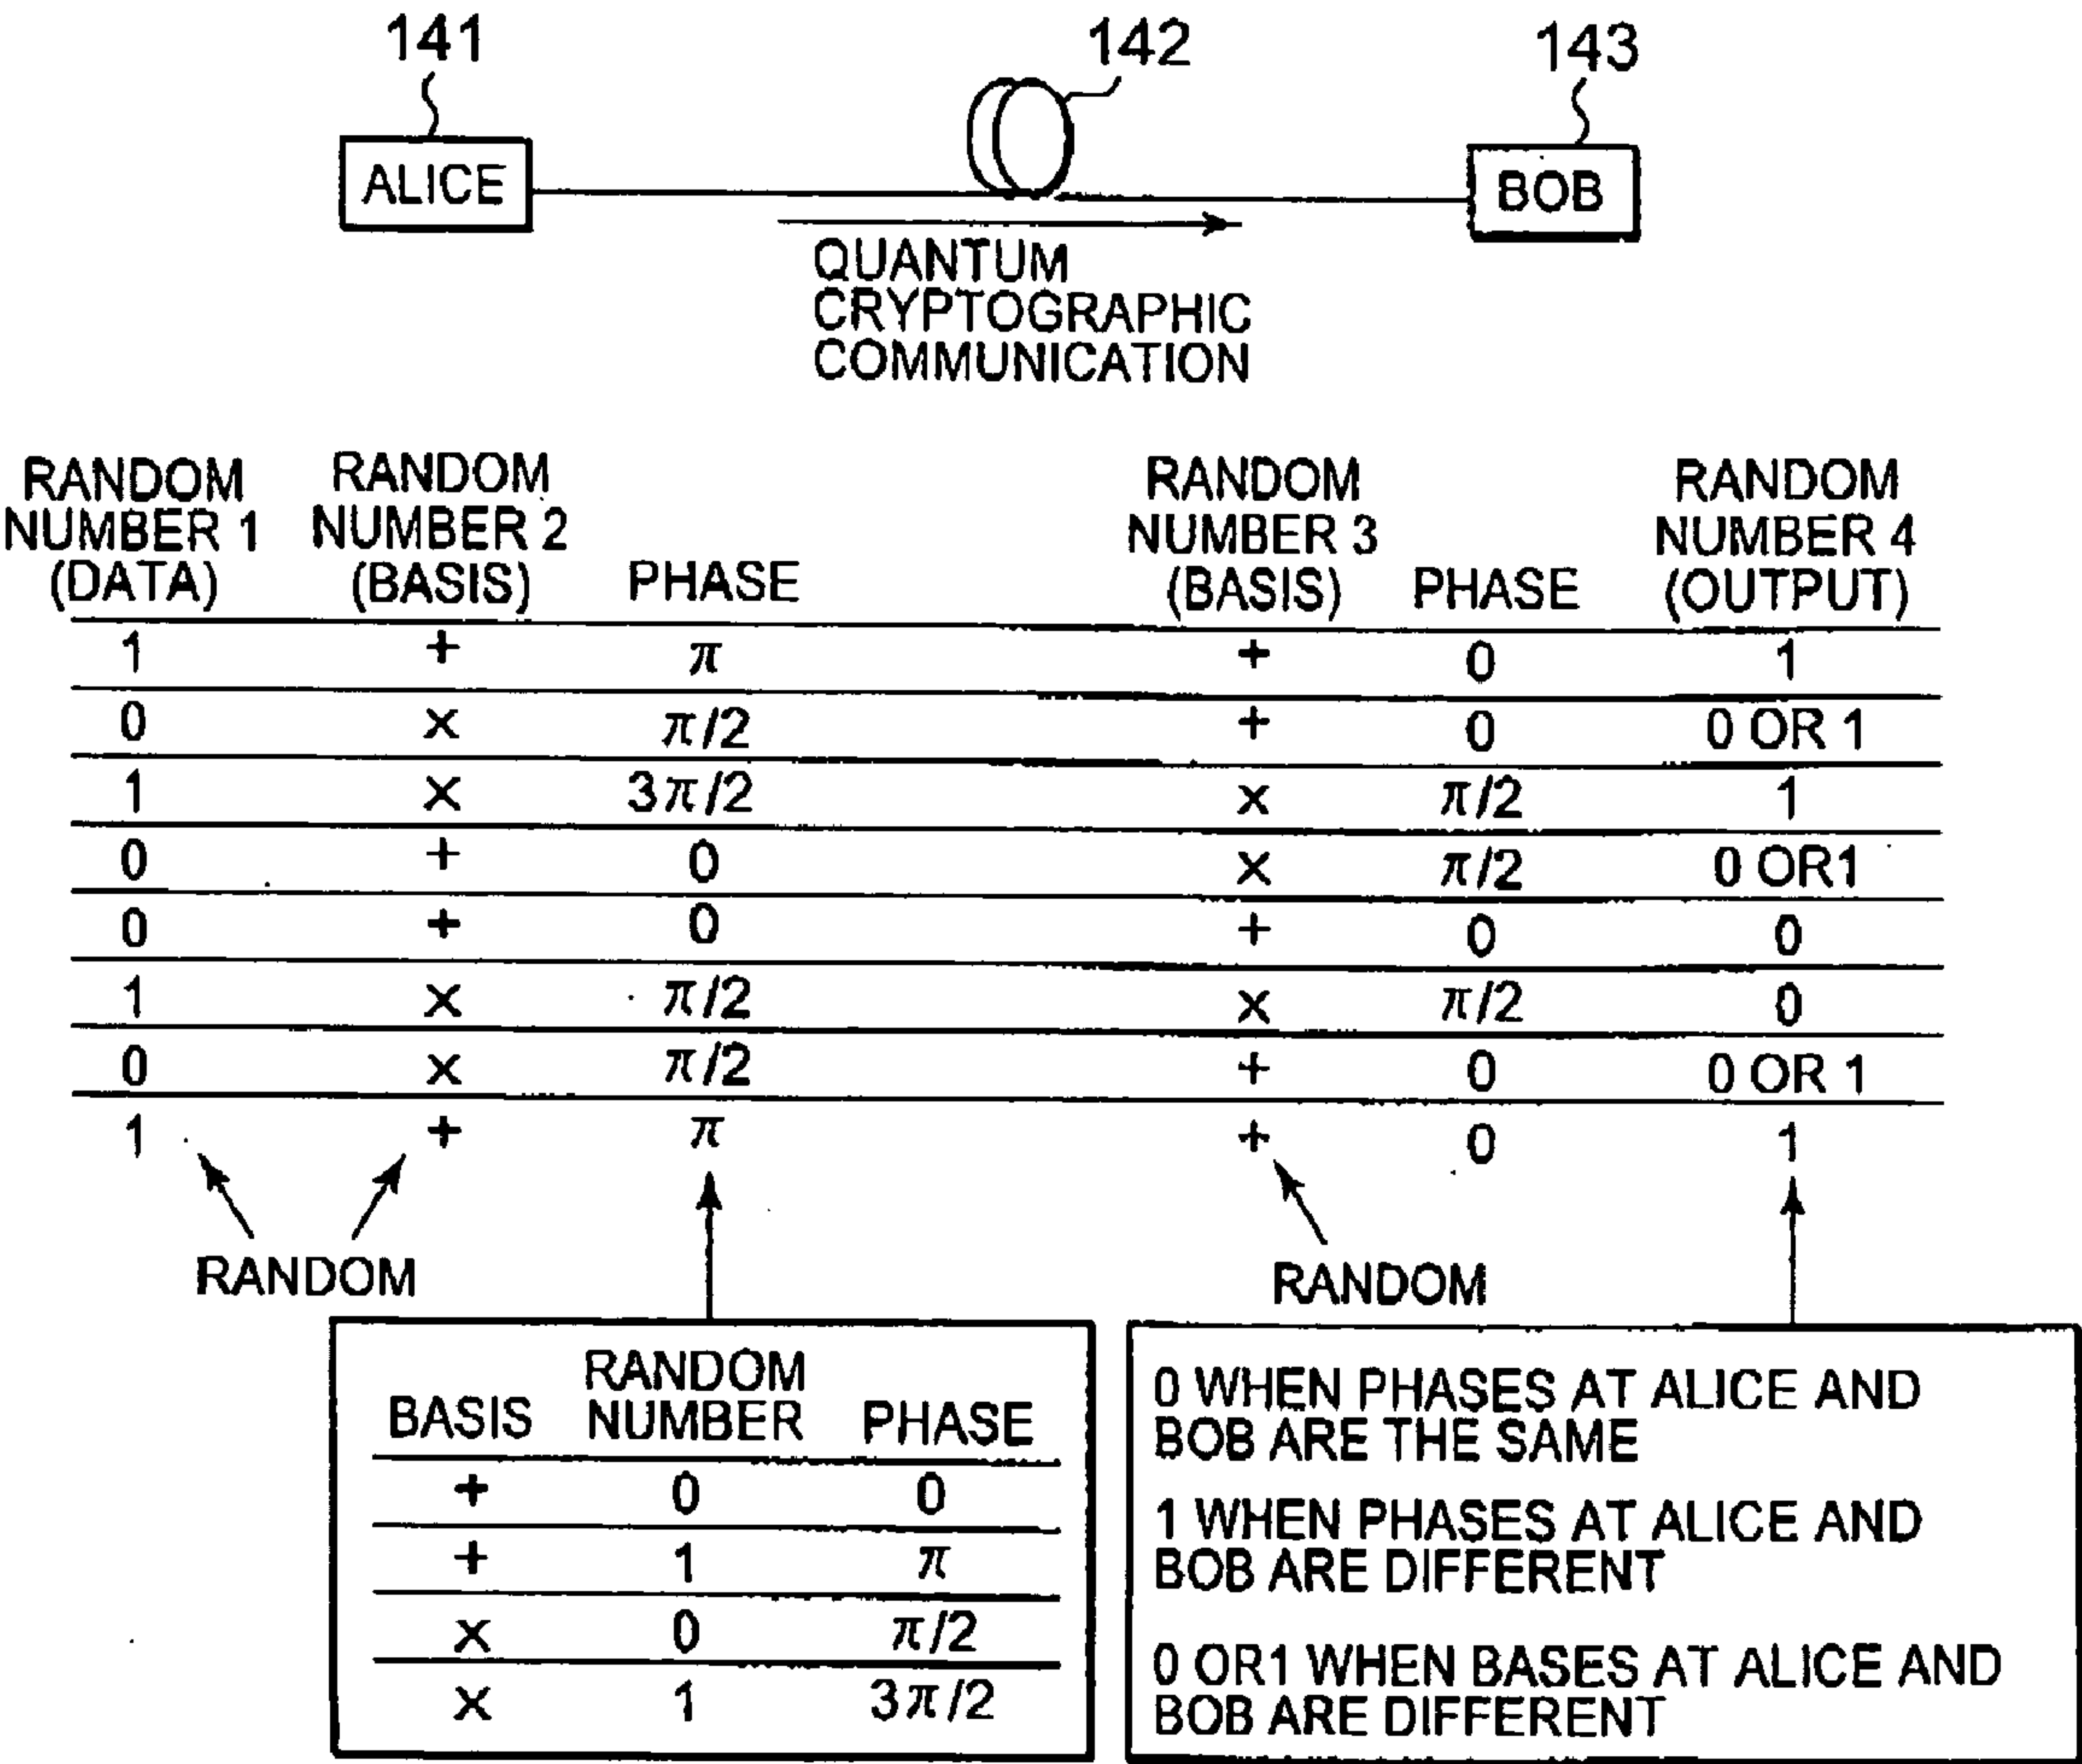 141
142
143
ALICE
BOB
QUANTUM
CRYPTOGRAPHIC
COMMUNICATION
RANDOM NUMBER 1 (DATA) RANDOM NUMBER 2 (BASIS) PHASE RANDOM NUMBER 3 (BASIS) PHASE RANDOM NUMBER 4 (OUTPUT)
1 + π + 0 1
0 × π/2 + 0 0 OR 1
1 × 3π/2 × π/2 1
0 + 0 × π/2 0 OR1
0 + 0 + 0 0
1 × π/2 × π/2 0
0 × π/2 + 0 0 OR 1
1 + π + 0 1
RANDOM
RANDOM
BASIS RANDOM NUMBER PHASE
+ 0 0
+ 1 π
× 0 π/2
× 1 3π/2
0 WHEN PHASES AT ALICE AND
BOB ARE THE SAME
1 WHEN PHASES AT ALICE AND
BOB ARE DIFFERENT
0 OR1 WHEN BASES AT ALICE AND
BOB ARE DIFFERENT